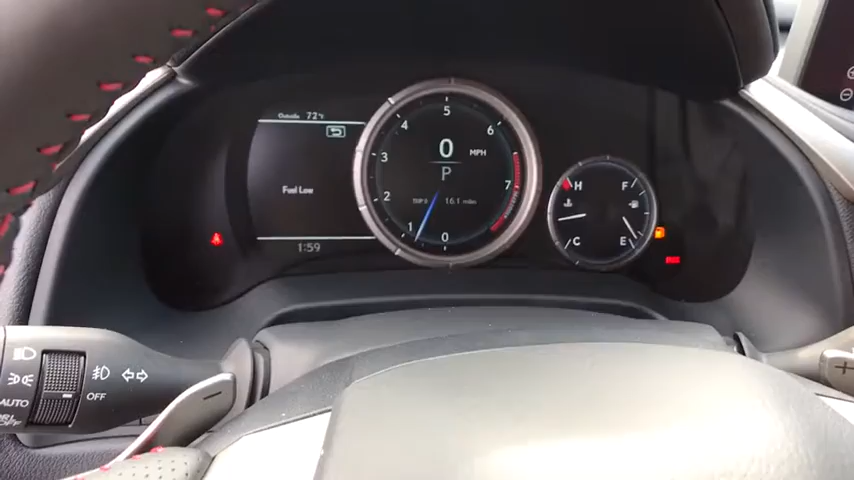 Outside 72°F
5
4
6
3
0 MPH
P
7
2
TRIP B 16.1 miles
1
0
Fuel Low
1:59
H
F
C
E
AUTO
OFF
OFF